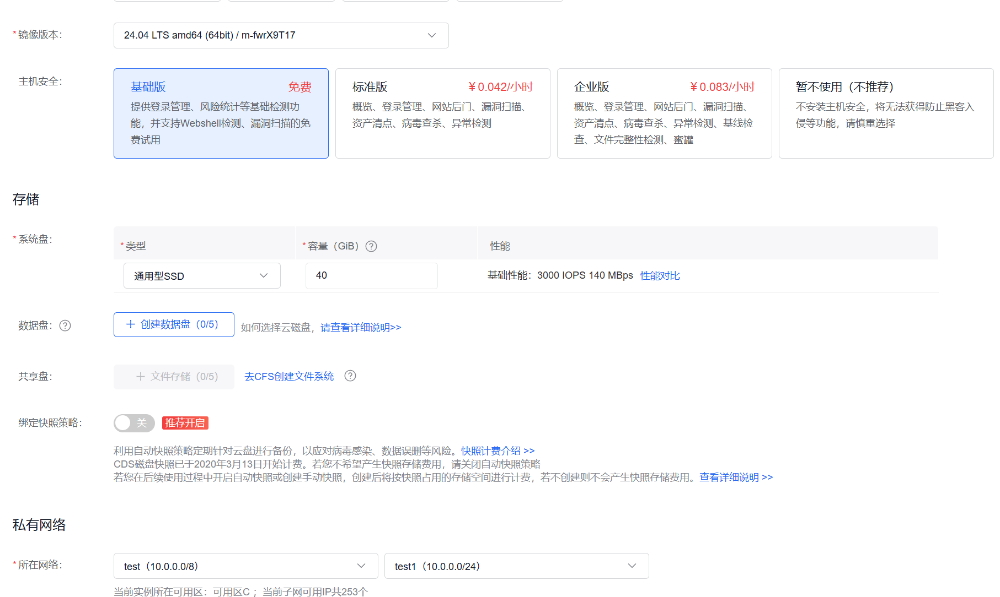 *镜像版本：
24.04 LTS amd64 (64bit) / m-fwrX9T17
主机安全：
基础版 免费
提供登录管理、风险统计等基础检测功
能，并支持Webshell检测、漏洞扫描的免
费试用
标准版 ¥0.042/小时
概览、登录管理、网站后门、漏洞扫描、
资产清点、病毒查杀、异常检测
企业版 ¥0.083/小时
概览、登录管理、网站后门、漏洞扫描、
资产清点、病毒查杀、异常检测、基线检
查、文件完整性检测、蜜罐
暂不使用（不推荐）
不安装主机安全，将无法获得防止黑客入
侵等功能，请慎重选择
存储
*系统盘：
*类型 *容量（GiB）? 性能
通用型SSD 40 基础性能：3000 IOPS 140 MBps 性能对比
数据盘：? + 创建数据盘（0/5） 如何选择云磁盘，请查看详细说明>>
共享盘： + 文件存储（0/5） 去CFS创建文件系统 ?
绑定快照策略： 关 推荐开启
利用自动快照策略定期针对云盘进行备份，以应对病毒感染、数据误删等风险。快照计费介绍 >>
CDS磁盘快照已于2020年3月13日开始计费。若您不希望产生快照存储费用，请关闭自动快照策略
若您在后续使用过程中开启自动快照或创建手动快照，创建后将按快照占用的存储空间进行计费，若不创建则不会产生快照存储费用。查看详细说明 >>
私有网络
*所在网络： test（10.0.0.0/8） test1（10.0.0.0/24）
当前实例所在可用区：可用区C ；当前子网可用IP共253个